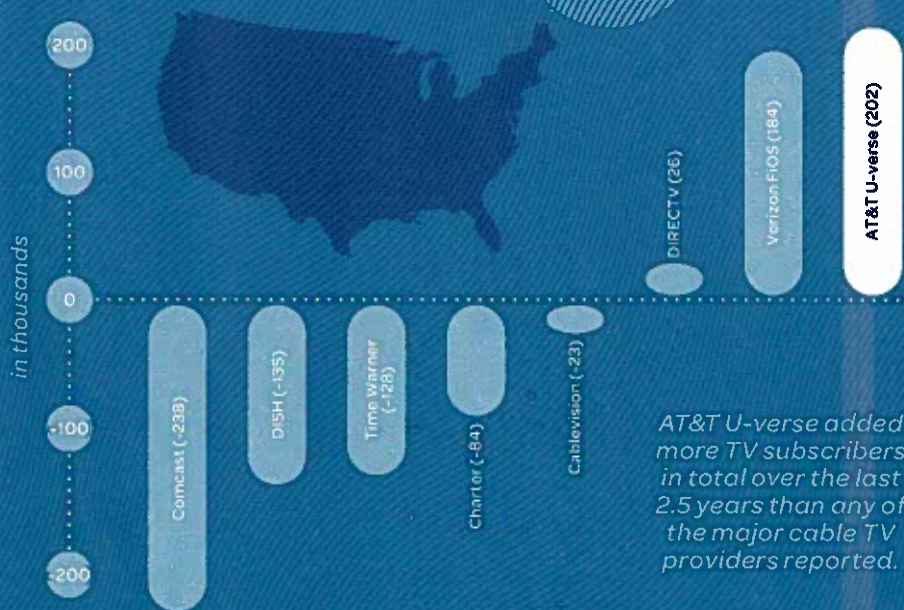 in thousands
200
100
0
-100
-200
Comcast (-238)
DISH (-135)
Time Warner
(-128)
Charter (-84)
Cablevision (-23)
DIRECTV (26)
Verizon FiOS (184)
AT&T U-verse (202)
AT&T U-verse added
more TV subscribers
in total over the last
2.5 years than any of
the major cable TV
providers reported.